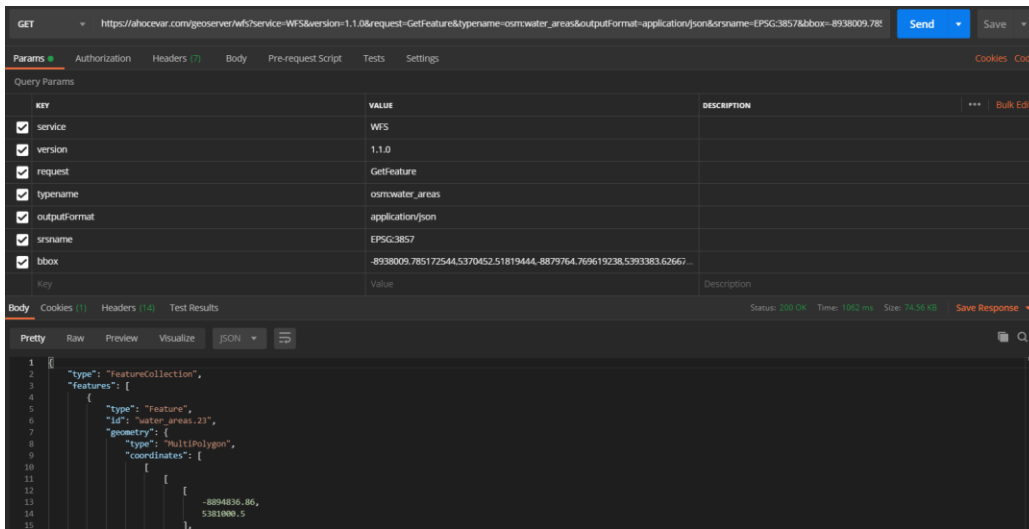 GET https://ahocevar.com/geoserver/wfs?service=WFS&version=1.1.0&request=GetFeature&typename=osm:water_areas&outputFormat=application/json&srsname=EPSG:3857&bbox=-8938009.785 Send Save
Params Authorization Headers (7) Body Pre-request Script Tests Settings Cookies Coo
Query Params
KEY VALUE DESCRIPTION ••• Bulk Edi
service WFS
version 1.1.0
request GetFeature
typename osm:water_areas
outputFormat application/json
srsname EPSG:3857
bbox -8938009.785172544,5370452.51819444,-8879764.769619238,5393383.62667...
Key Value Description
Body Cookies (1) Headers (14) Test Results Status: 200 OK Time: 1062 ms Size: 74.56 KB Save Response
Pretty Raw Preview Visualize JSON
1 {
2 "type": "FeatureCollection",
3 "features": [
4 {
5 "type": "Feature",
6 "id": "water_areas.23",
7 "geometry": {
8 "type": "MultiPolygon",
9 "coordinates": [
10 [
11 [
12 [
13 -8894836.86,
14 5381000.5
15 ],